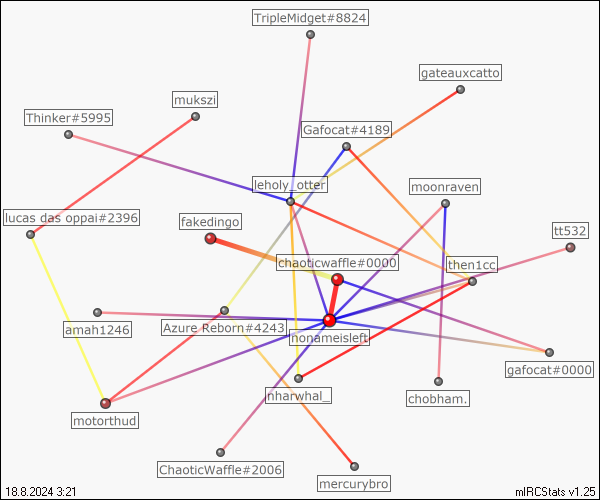 TripleMidget#8824
gateauxcatto
mukszi
Thinker#5995
Gafocat#4189
leholy_otter
moonraven
lucas das oppai#2396
fakedingo
tt532
chaoticwaffle#0000
then1cc
amah1246
Azure Reborn#4243
nonameisleft
gafocat#0000
nharwhal_
chobham.
motorthud
ChaoticWaffle#2006
mercurybro
18.8.2024 3:21
mIRCStats v1.25